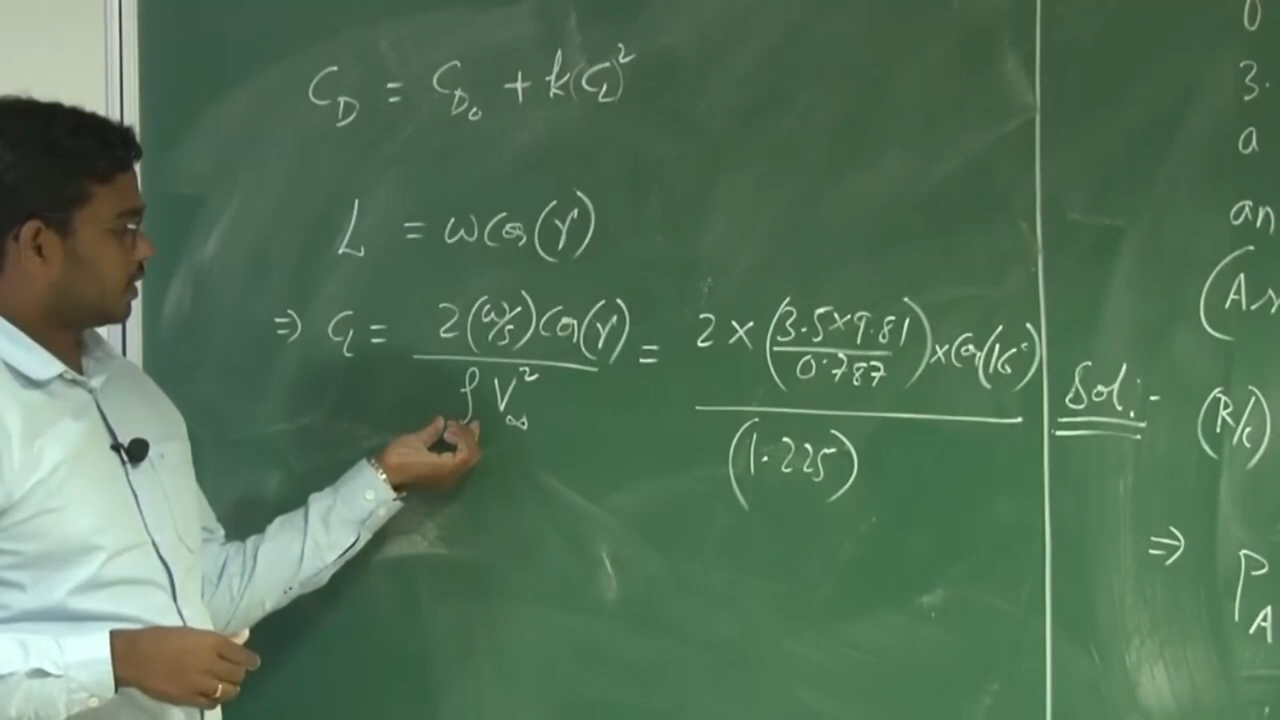 C_D = C_D₀ + k(C_L)²
L = W Cos(γ)
⇒ C_L = 2(W/S)Cos(γ) / ρ V_∞² = 2 × (3.5×9.81 / 0.787) × Cos(16°) / (1.225)
0
3.
a
an
Sol:-
(R/c)
⇒ P_A